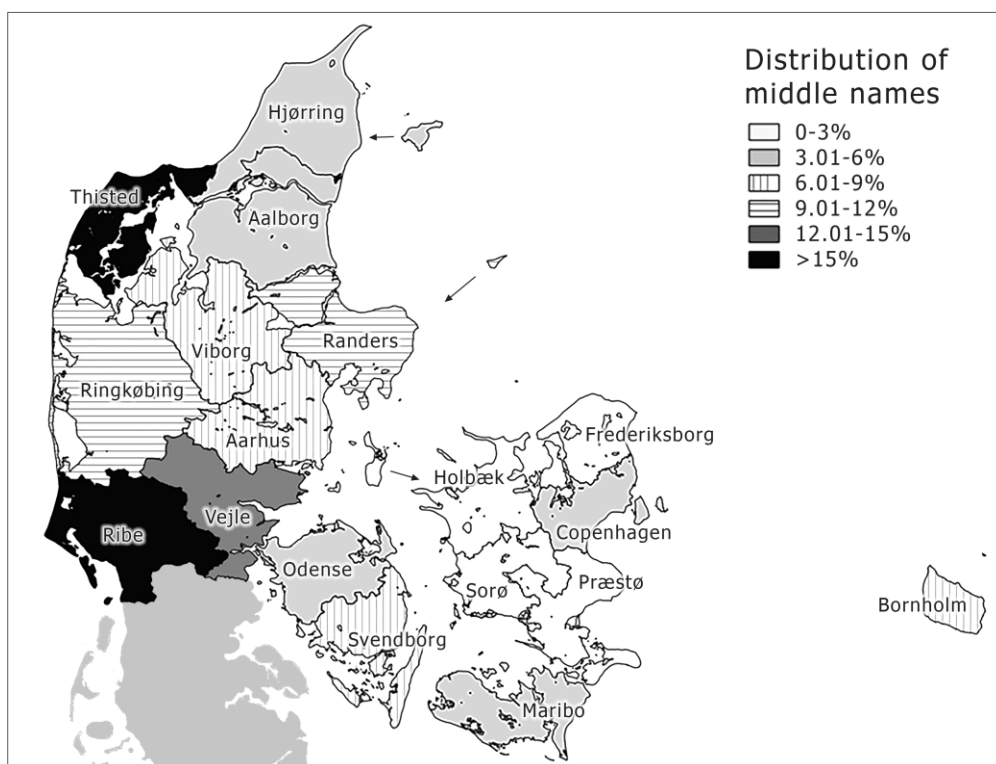 Distribution of
middle names
0-3%
3.01-6%
6.01-9%
9.01-12%
12.01-15%
>15%
Hjørring
Thisted
Aalborg
Viborg
Randers
Ringkøbing
Aarhus
Frederiksborg
Holbæk
Vejle
Copenhagen
Ribe
Odense
Sorø
Præstø
Bornholm
Svendborg
Maribo